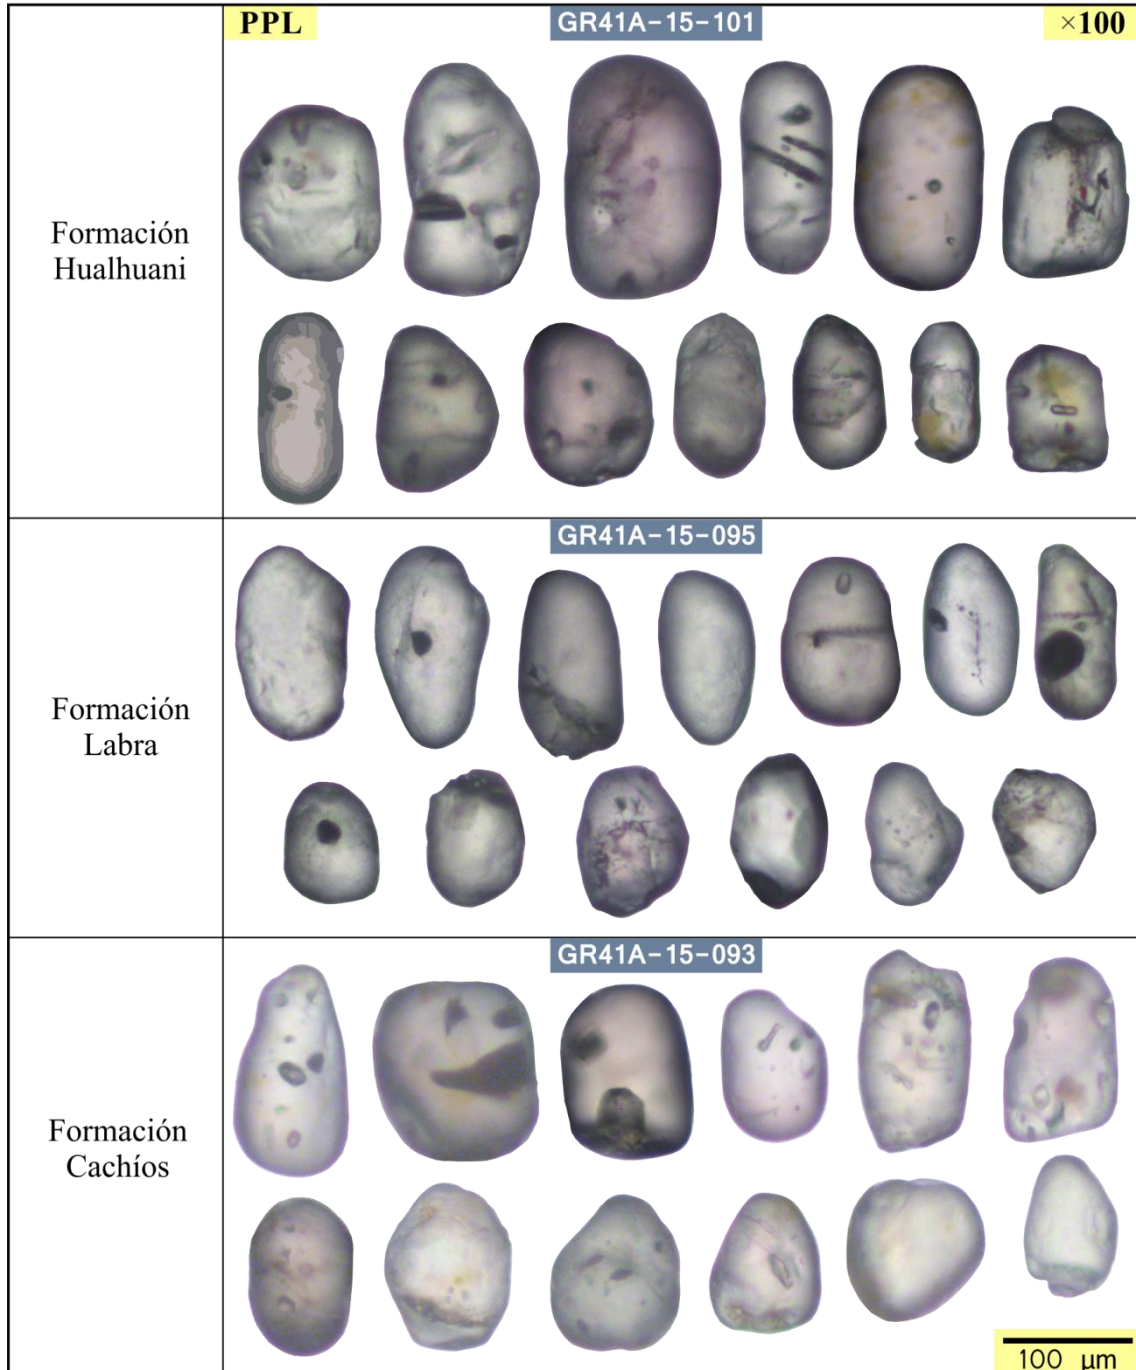 PPL
GR41A-15-101
×100
Formación
Hualhuani
GR41A-15-095
Formación
Labra
GR41A-15-093
Formación
Cachíos
100 µm